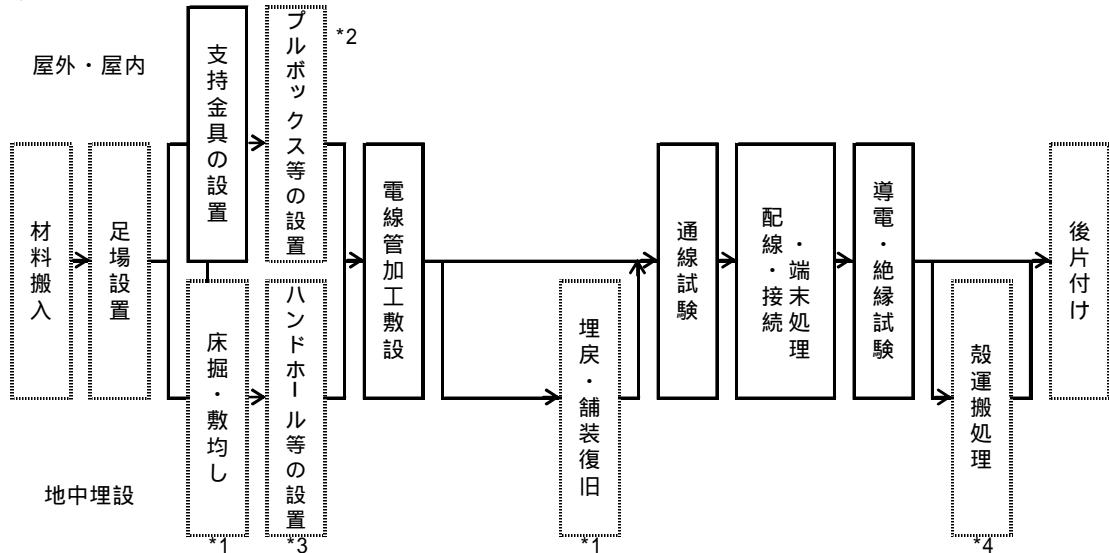 屋外・屋内
支持金具の設置
プルボックス等の設置
*2
材料搬入
足場設置
電線管加工敷設
通線試験
配線・接続
・端末処理
導電・絶縁試験
後片付け
床掘・敷均し
ハンドホール等の設置
埋戻・舗装復旧
殻運搬処理
地中埋設
*1
*3
*1
*4